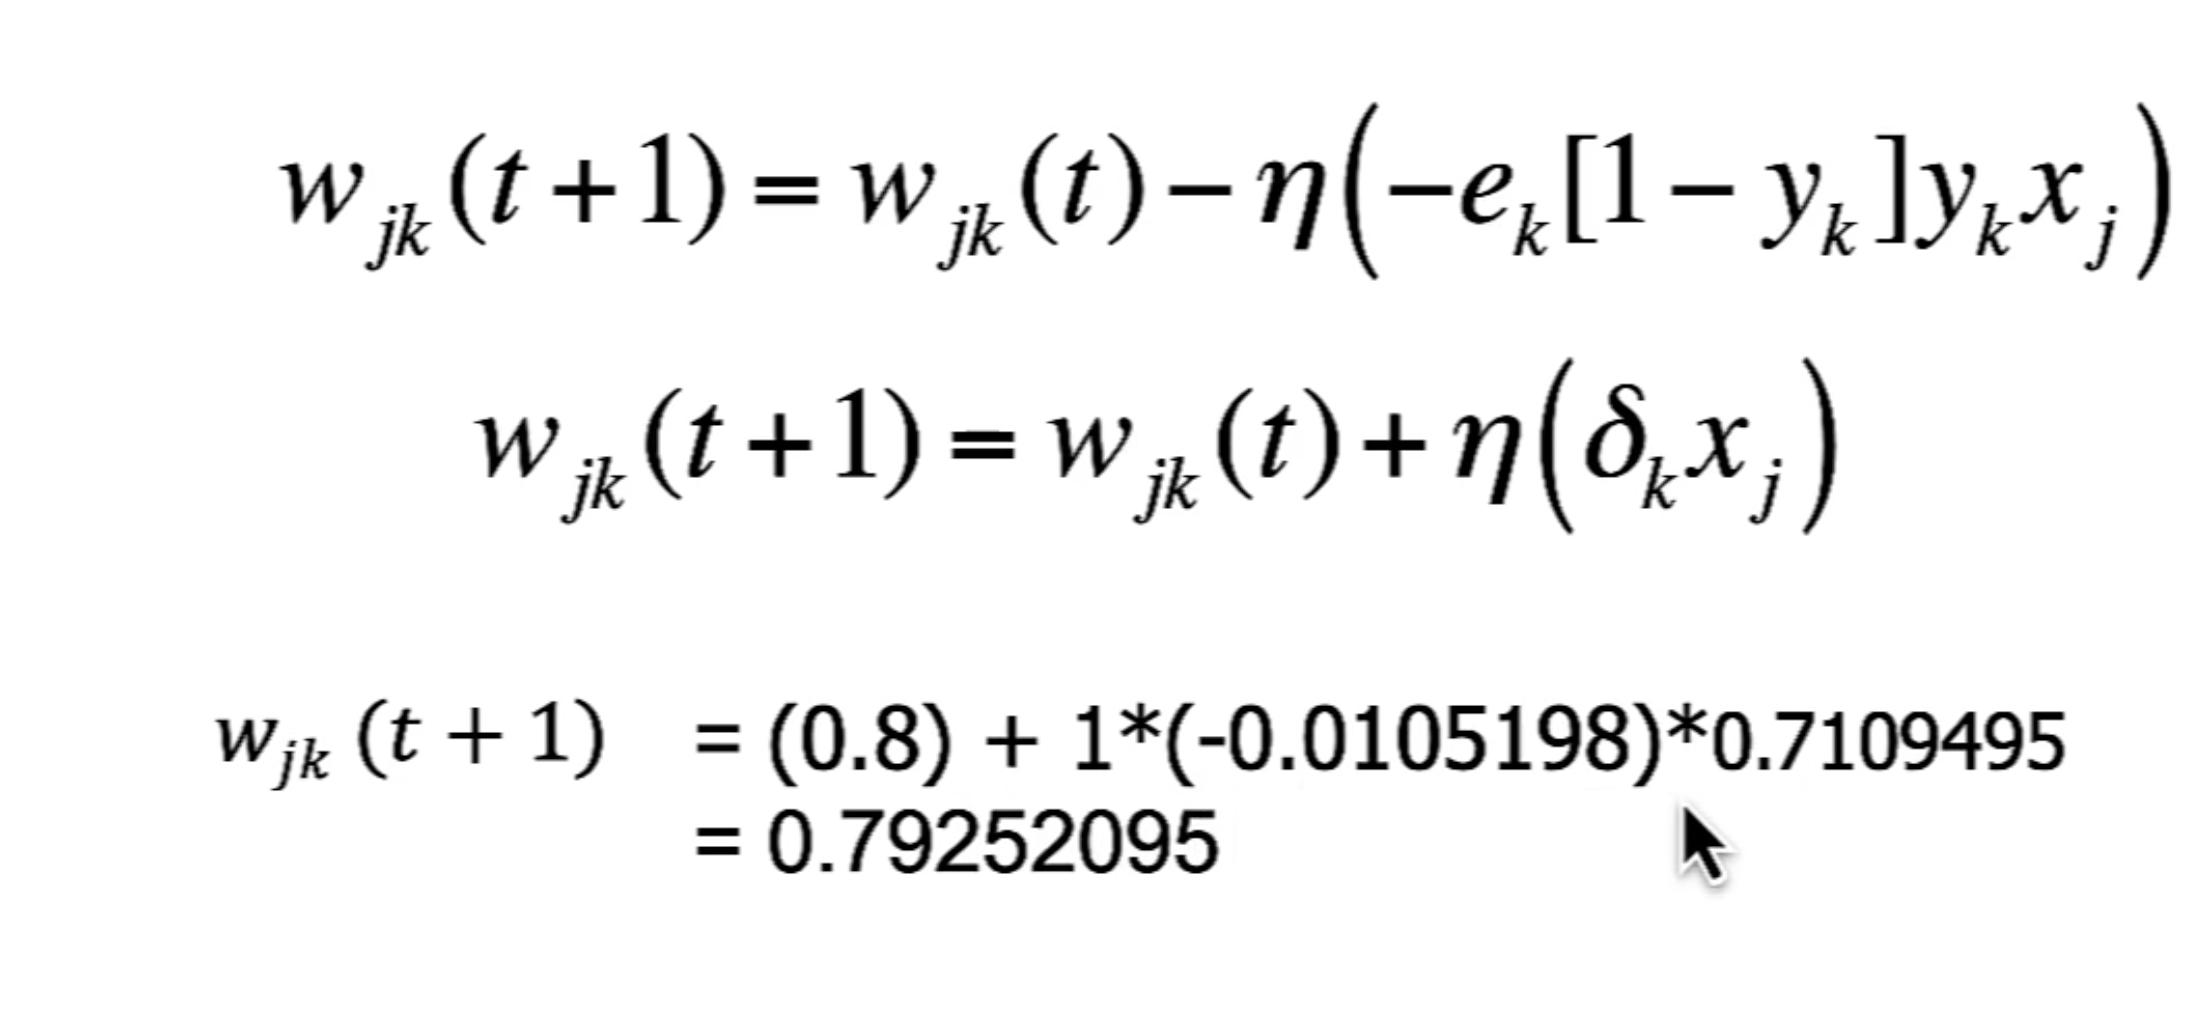 w_jk(t+1) = w_jk(t) − η(−e_k[1 − y_k]y_k x_j)
w_jk(t+1) = w_jk(t) + η(δ_k x_j)
w_jk (t + 1) = (0.8) + 1*(-0.0105198)*0.7109495
= 0.79252095